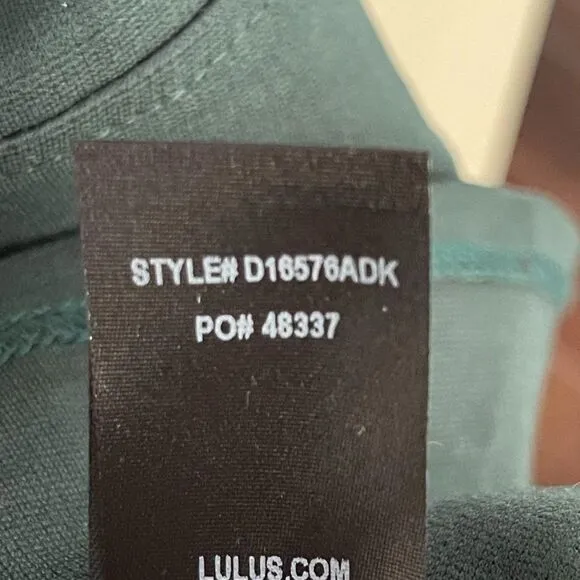 STYLE# D16576ADK
PO# 48337
LULUS.COM